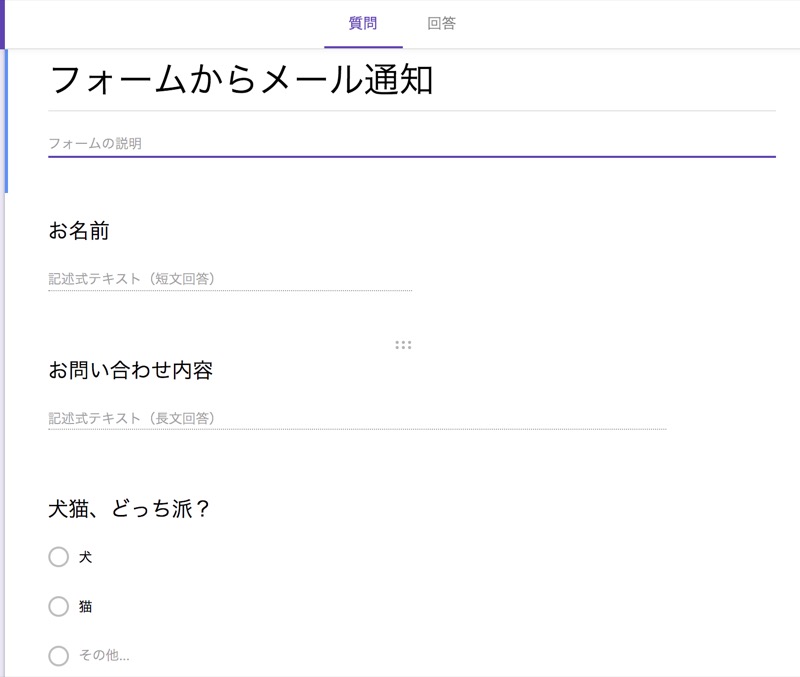 質問 回答
フォームからメール通知
フォームの説明
お名前
記述式テキスト（短文回答）
お問い合わせ内容
記述式テキスト（長文回答）
犬猫、どっち派？
犬
猫
その他...